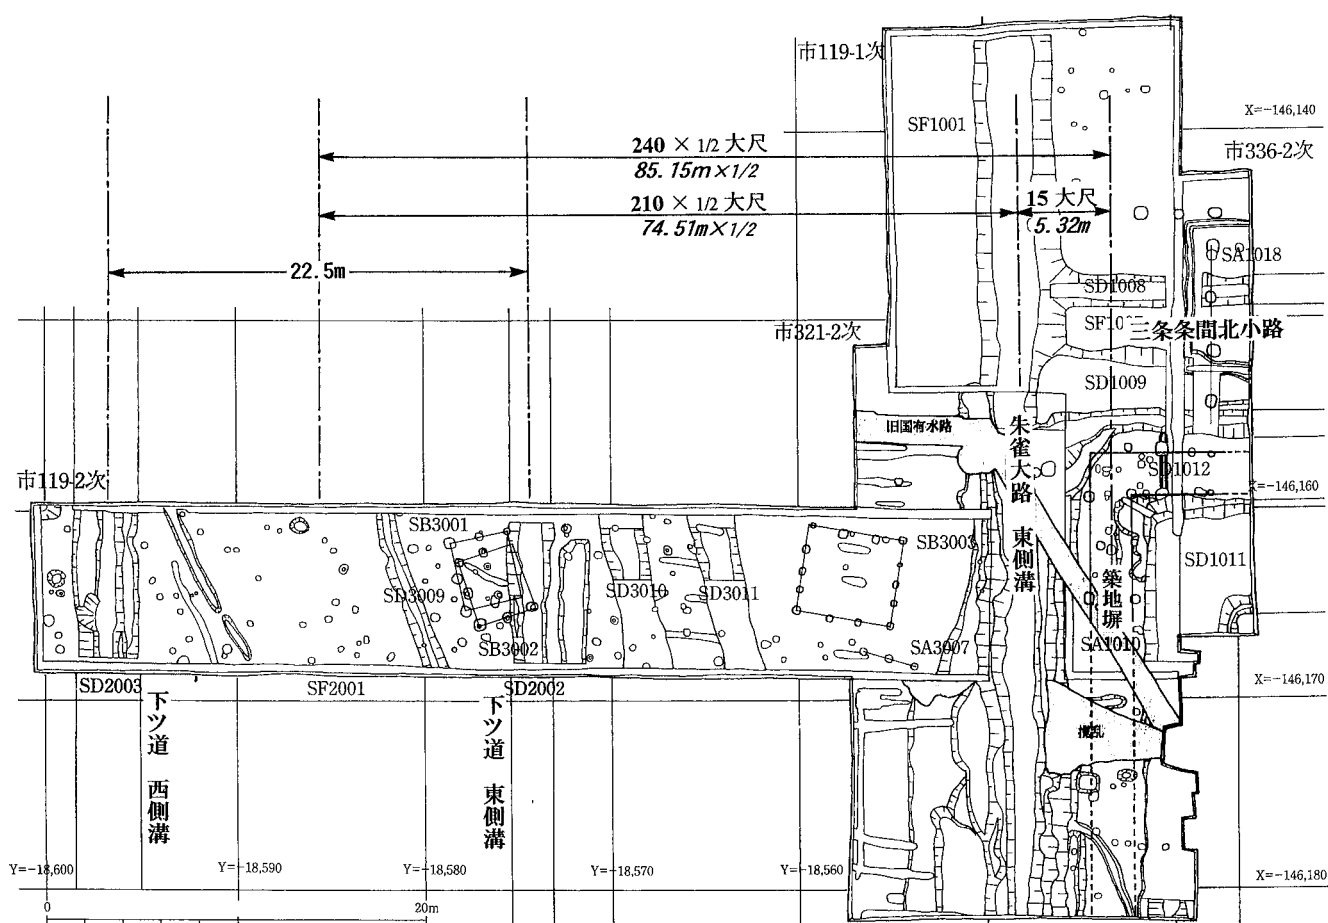 市119-1次
SF1001
X=-146,140
240 × 1/2 大尺
85.15m×1/2
市336-2次
210 × 1/2 大尺
74.51m×1/2
15 大尺
5.32m
22.5m
SA1018
SD1008
三条条間北小路
市321-2次
SD1009
旧国有水路
朱雀大路 東側溝
SD1012
X=-146,160
市119-2次
SB3001
SB3003
SD1011
SD3009
SD3010
SD3011
築地塀
SB3002
SA3007
SA1010
SD2003
SF2001
SD2002
X=-146,170
下ツ道 西側溝
下ツ道 東側溝
攪乱
Y=-18,600
Y=-18,590
Y=-18,580
Y=-18,570
Y=-18,560
X=-146,180
0
20m